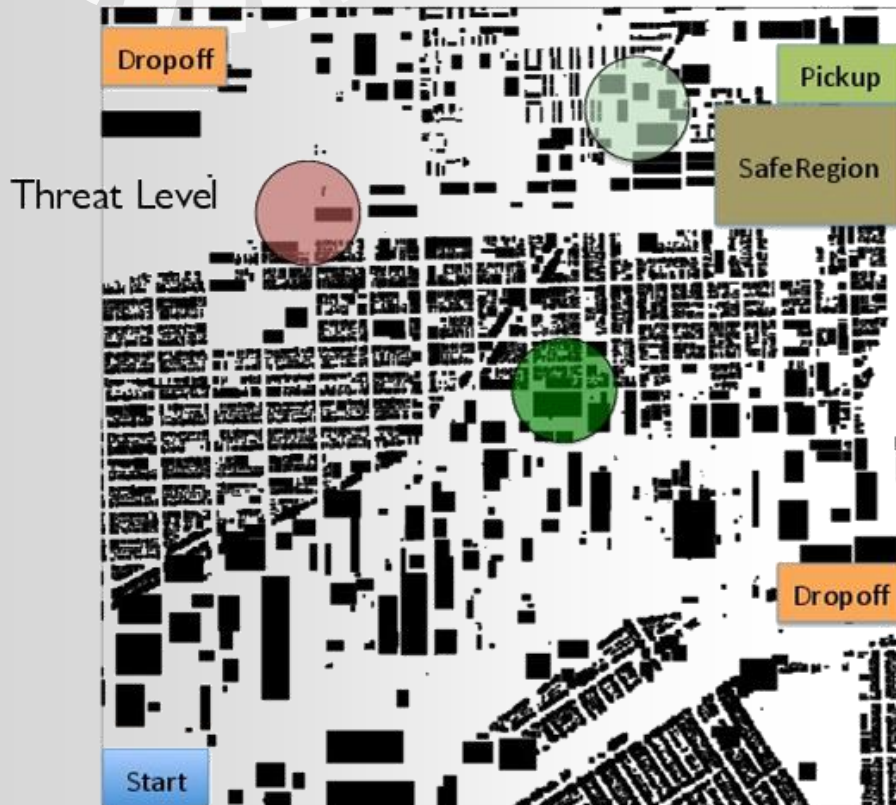 Dropoff
Pickup
SafeRegion
Threat Level
Dropoff
Start